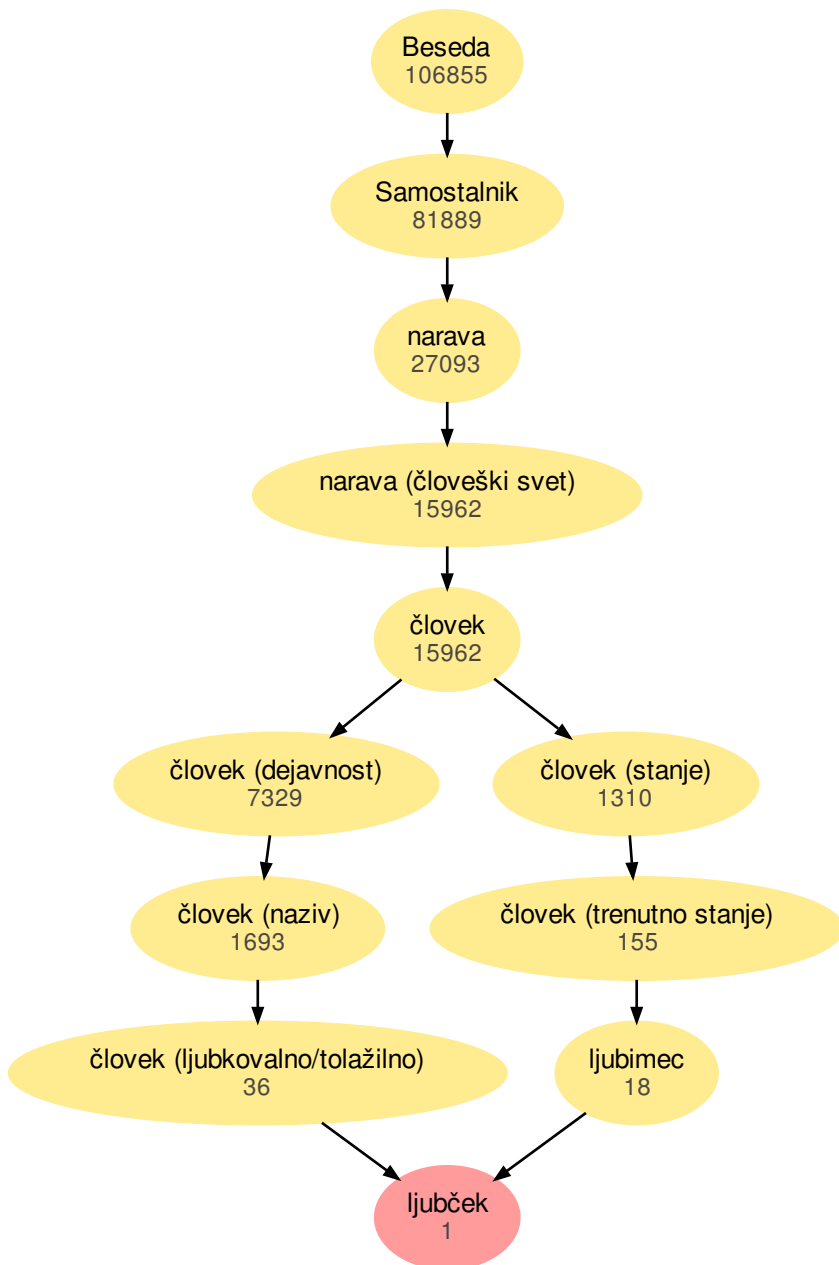 Beseda
106855
Samostalnik
81889
narava
27093
narava (človeški svet)
15962
človek
15962
človek (dejavnost)
7329
človek (stanje)
1310
človek (naziv)
1693
človek (trenutno stanje)
155
človek (ljubkovalno/tolažilno)
36
ljubimec
18
ljubček
1